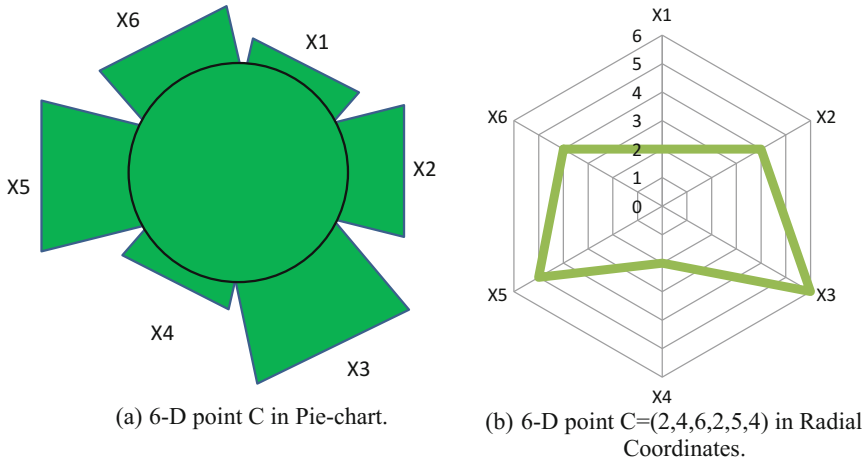 X6
X1
X5
X2
X4
X3
(a) 6-D point C in Pie-chart.
X1
6
5
4
3
2
1
0
X6
X2
X5
X3
X4
(b) 6-D point C=(2,4,6,2,5,4) in Radial
Coordinates.